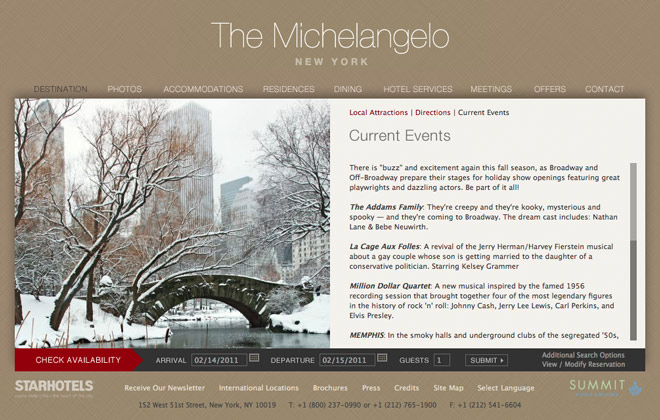 The Michelangelo
NEW YORK
DESTINATION PHOTOS ACCOMMODATIONS RESIDENCES DINING HOTEL SERVICES MEETINGS OFFERS CONTACT
Local Attractions | Directions | Current Events
Current Events
There is "buzz" and excitement again this fall season, as Broadway and
Off-Broadway prepare their stages for holiday show openings featuring great
playwrights and dazzling actors. Be part of it all!
The Addams Family: They're creepy and they're kooky, mysterious and
spooky — and they're coming to Broadway. The dream cast includes: Nathan
Lane & Bebe Neuwirth.
La Cage Aux Folles: A revival of the Jerry Herman/Harvey Fierstein musical
about a gay couple whose son is getting married to the daughter of a
conservative politician. Starring Kelsey Grammer
Million Dollar Quartet: A new musical inspired by the famed 1956
recording session that brought together four of the most legendary figures
in the history of rock 'n' roll: Johnny Cash, Jerry Lee Lewis, Carl Perkins, and
Elvis Presley.
MEMPHIS: In the smoky halls and underground clubs of the segregated '50s,
CHECK AVAILABILITY ARRIVAL 02/14/2011 DEPARTURE 02/15/2011 GUESTS 1 SUBMIT
Additional Search Options
View / Modify Reservation
STARHOTELS
Receive Our Newsletter International Locations Brochures Press Credits Site Map Select Language
SUMMIT
152 West 51st Street, New York, NY 10019 T: +1 (800) 237-0990 or +1 (212) 765-1900 F: +1 (212) 541-6604